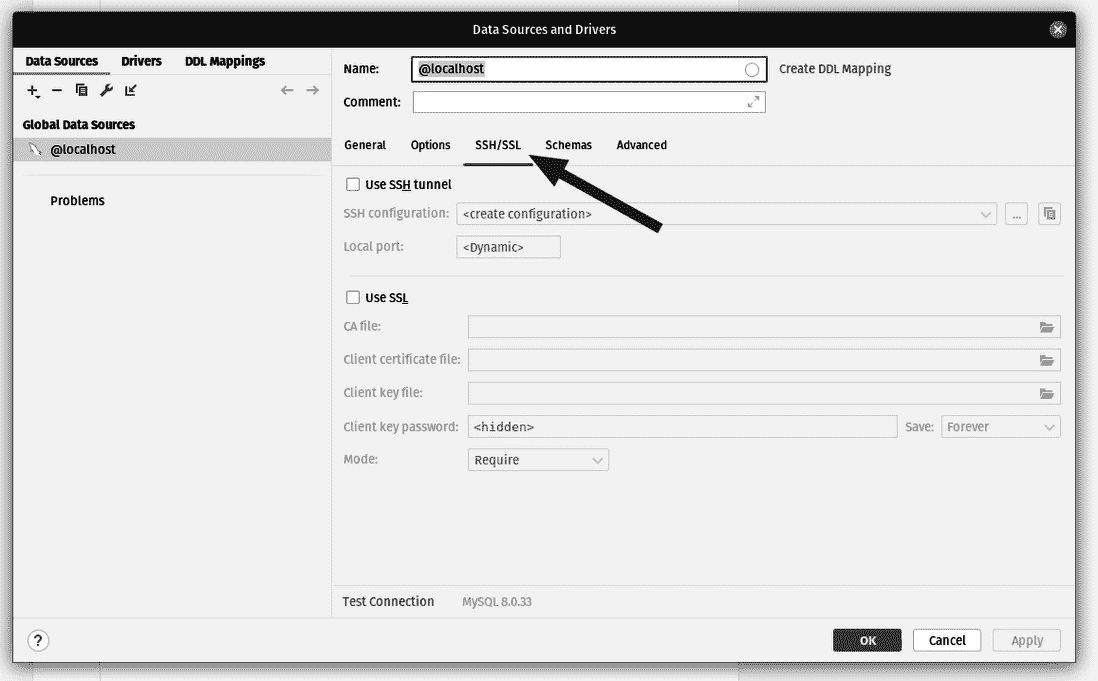 Data Sources and Drivers
Data Sources Drivers DDL Mappings
Global Data Sources
@localhost
Problems
Name: @localhost Create DDL Mapping
Comment:
General Options SSH/SSL Schemas Advanced
Use SSH tunnel
SSH configuration: <create configuration> ...
Local port: <Dynamic>
Use SSL
CA file:
Client certificate file:
Client key file:
Client key password: <hidden> Save: Forever
Mode: Require
Test Connection MySQL 8.0.33
? OK Cancel Apply